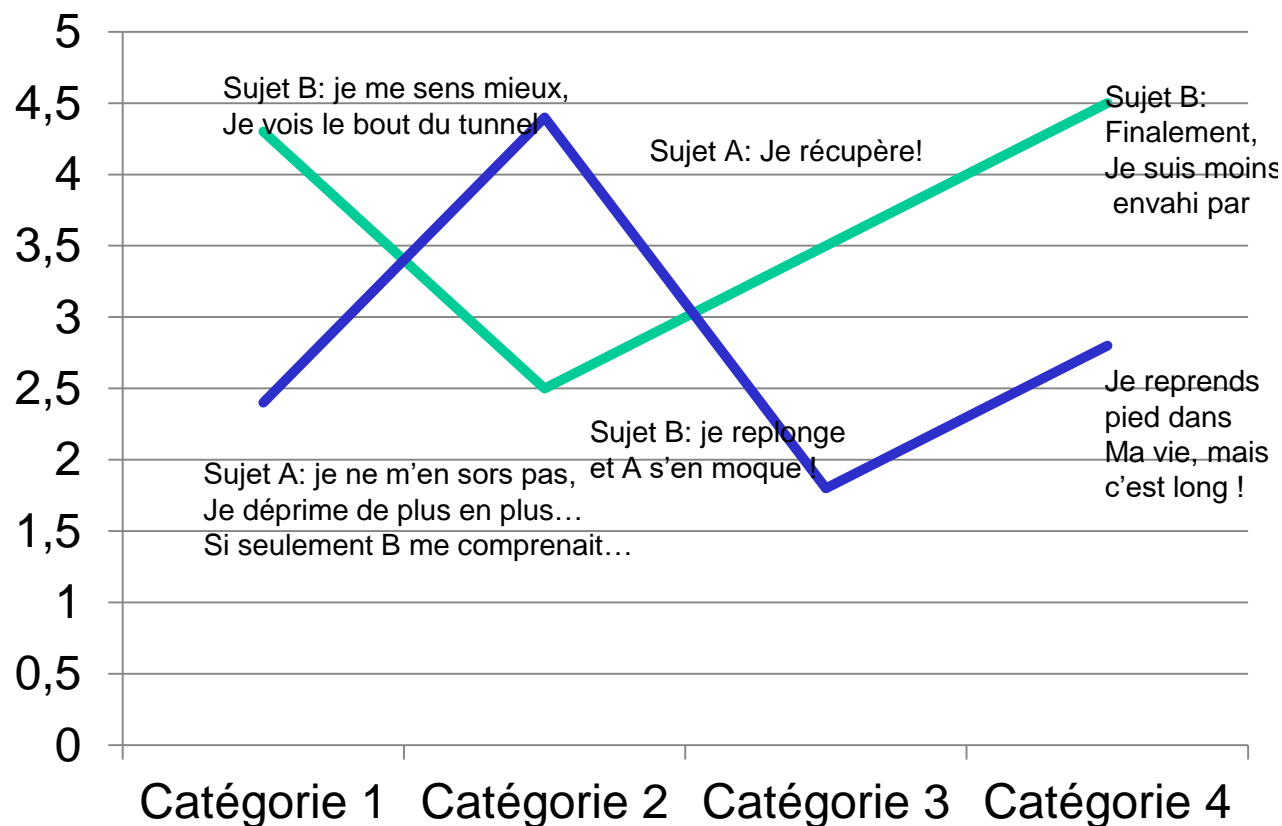 5
4,5
4
3,5
3
2,5
2
1,5
1
0,5
0
Sujet B: je me sens mieux,
Je vois le bout du tunnel
Sujet A: Je récupère!
Sujet B:
Finalement,
Je suis moins
envahi par
Sujet A: je ne m’en sors pas,
Je déprime de plus en plus…
Si seulement B me comprenait…
Sujet B: je replonge
et A s’en moque !
Je reprends
pied dans
Ma vie, mais
c’est long !
Catégorie 1
Catégorie 2
Catégorie 3
Catégorie 4